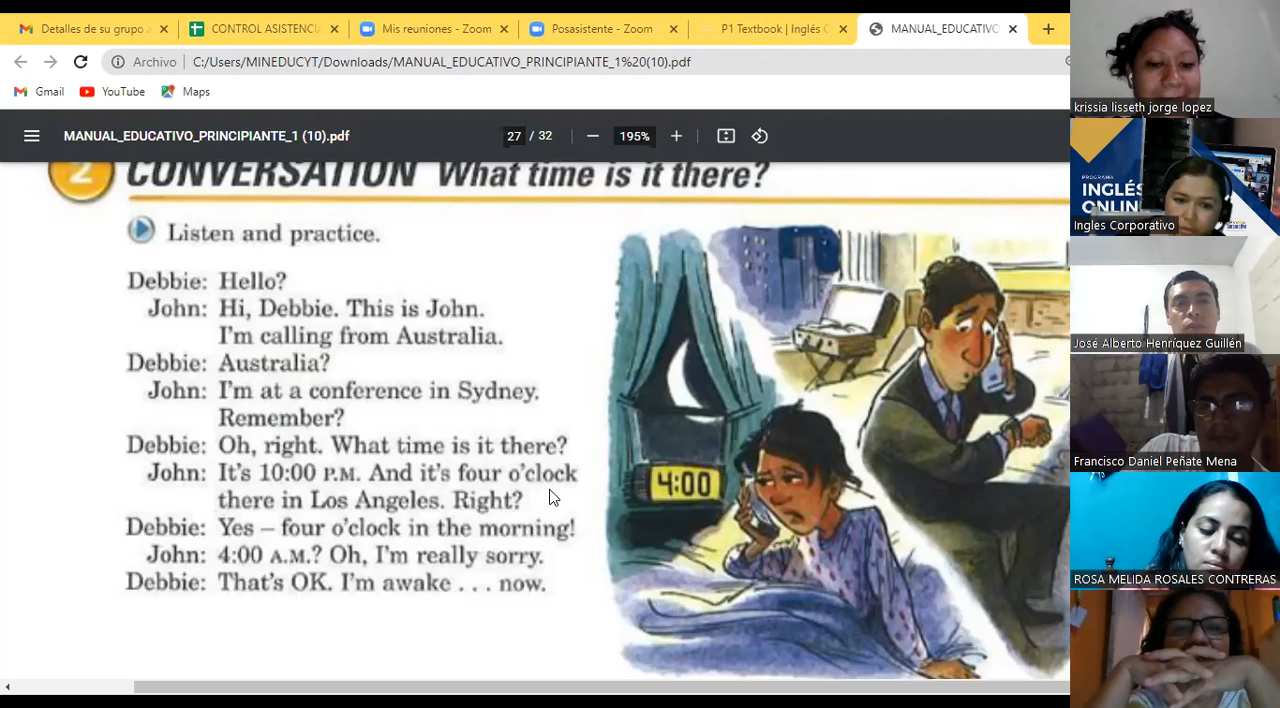 Detalles de su grupo
CONTROL ASISTENCIA
Mis reuniones - Zoom
Posasistente - Zoom
P1 Textbook | Inglés C
MANUAL_EDUCATIVO
Archivo
C:/Users/MINEDUCYT/Downloads/MANUAL_EDUCATIVO_PRINCIPIANTE_1%20(10).pdf
Gmail
YouTube
Maps
MANUAL_EDUCATIVO_PRINCIPIANTE_1 (10).pdf
27 / 32
195%
2 CONVERSATION What time is it there?
Listen and practice.
Debbie: Hello?
John: Hi, Debbie. This is John.
I'm calling from Australia.
Debbie: Australia?
John: I'm at a conference in Sydney.
Remember?
Debbie: Oh, right. What time is it there?
John: It's 10:00 P.M. And it's four o'clock
there in Los Angeles. Right?
Debbie: Yes – four o'clock in the morning!
John: 4:00 A.M.? Oh, I'm really sorry.
Debbie: That's OK. I'm awake . . . now.
4:00
krissia lisseth jorge lopez
PROGRAMA
INGLÉS
ONLIN
Ingles Corporativo
José Alberto Henríquez Guillén
Francisco Daniel Peñate Mena
ROSA MELIDA ROSALES CONTRERAS